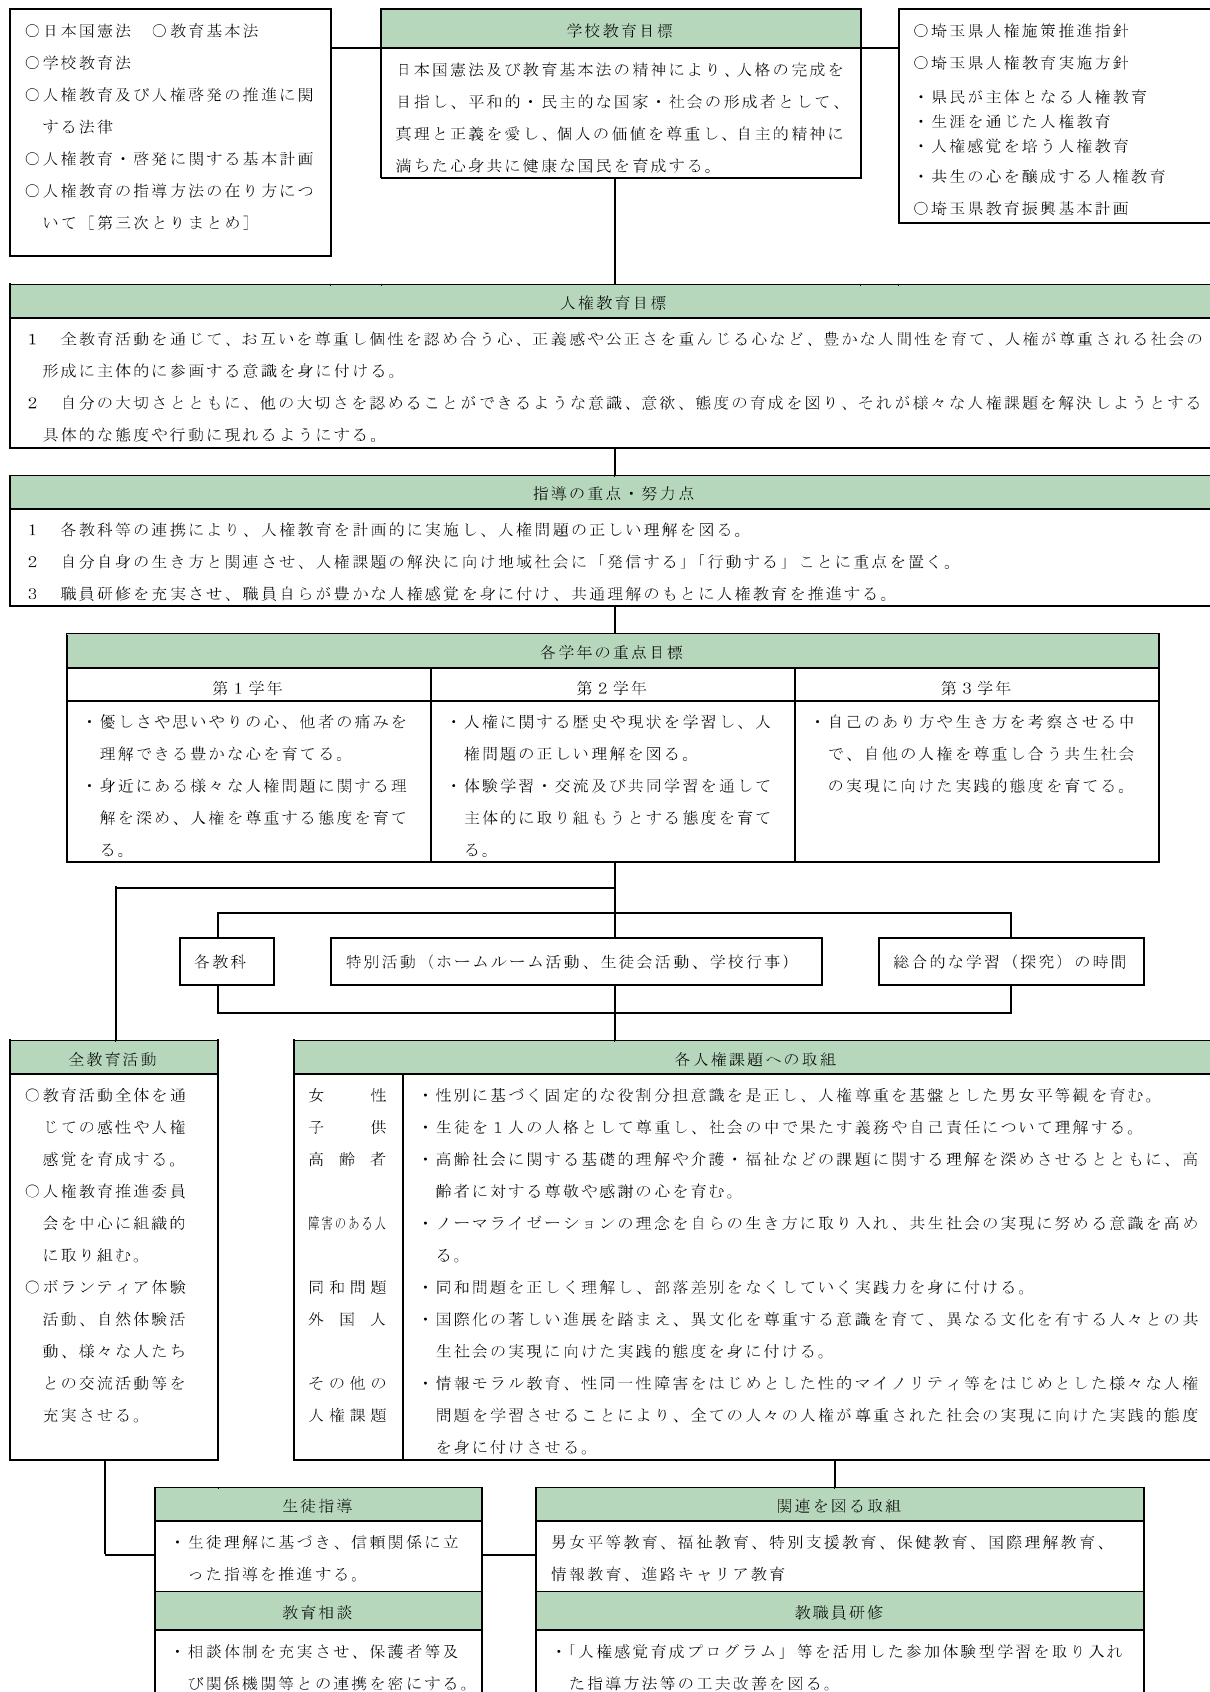 ○日本国憲法　○教育基本法
○学校教育法
○人権教育及び人権啓発の推進に関
する法律
○人権教育・啓発に関する基本計画
○人権教育の指導方法の在り方につ
いて［第三次とりまとめ］
学校教育目標
日本国憲法及び教育基本法の精神により、人格の完成を
目指し、平和的・民主的な国家・社会の形成者として、
真理と正義を愛し、個人の価値を尊重し、自主的精神に
満ちた心身共に健康な国民を育成する。
○埼玉県人権施策推進指針
○埼玉県人権教育実施方針
・県民が主体となる人権教育
・生涯を通じた人権教育
・人権感覚を培う人権教育
・共生の心を醸成する人権教育
○埼玉県教育振興基本計画
人権教育目標
1　全教育活動を通じて、お互いを尊重し個性を認め合う心、正義感や公正さを重んじる心など、豊かな人間性を育て、人権が尊重される社会の
形成に主体的に参画する意識を身に付ける。
2　自分の大切さとともに、他の大切さを認めることができるような意識、意欲、態度の育成を図り、それが様々な人権課題を解決しようとする
具体的な態度や行動に現れるようにする。
指導の重点・努力点
1　各教科等の連携により、人権教育を計画的に実施し、人権問題の正しい理解を図る。
2　自分自身の生き方と関連させ、人権課題の解決に向け地域社会に「発信する」「行動する」ことに重点を置く。
3　職員研修を充実させ、職員自らが豊かな人権感覚を身に付け、共通理解のもとに人権教育を推進する。
各学年の重点目標
第1学年
・優しさや思いやりの心、他者の痛みを
理解できる豊かな心を育てる。
・身近にある様々な人権問題に関する理
解を深め、人権を尊重する態度を育て
る。
第2学年
・人権に関する歴史や現状を学習し、人
権問題の正しい理解を図る。
・体験学習・交流及び共同学習を通して
主体的に取り組もうとする態度を育て
る。
第3学年
・自己のあり方や生き方を考察させる中
で、自他の人権を尊重し合う共生社会
の実現に向けた実践的態度を育てる。
各教科
特別活動（ホームルーム活動、生徒会活動、学校行事）
総合的な学習（探究）の時間
全教育活動
○教育活動全体を通
じての感性や人権
感覚を育成する。
○人権教育推進委員
会を中心に組織的
に取り組む。
○ボランティア体験
活動、自然体験活
動、様々な人たち
との交流活動等を
充実させる。
各人権課題への取組
女　性　・性別に基づく固定的な役割分担意識を是正し、人権尊重を基盤とした男女平等観を育む。
子　供　・生徒を1人の人格として尊重し、社会の中で果たす義務や自己責任について理解する。
高齢者　・高齢社会に関する基礎的理解や介護・福祉などの課題に関する理解を深めさせるとともに、高
齢者に対する尊敬や感謝の心を育む。
障害のある人　・ノーマライゼーションの理念を自らの生き方に取り入れ、共生社会の実現に努める意識を高め
る。
同和問題　・同和問題を正しく理解し、部落差別をなくしていく実践力を身に付ける。
外国人　・国際化の著しい進展を踏まえ、異文化を尊重する意識を育て、異なる文化を有する人々との共
生社会の実現に向けた実践的態度を身に付ける。
その他の　・情報モラル教育、性同一性障害をはじめとした性的マイノリティ等をはじめとした様々な人権
人権課題　問題を学習させることにより、全ての人々の人権が尊重された社会の実現に向けた実践的態度
を身に付けさせる。
生徒指導
・生徒理解に基づき、信頼関係に立
った指導を推進する。
教育相談
・相談体制を充実させ、保護者等及
び関係機関等との連携を密にする。
関連を図る取組
男女平等教育、福祉教育、特別支援教育、保健教育、国際理解教育、
情報教育、進路キャリア教育
教職員研修
・「人権感覚育成プログラム」等を活用した参加体験型学習を取り入れ
た指導方法等の工夫改善を図る。